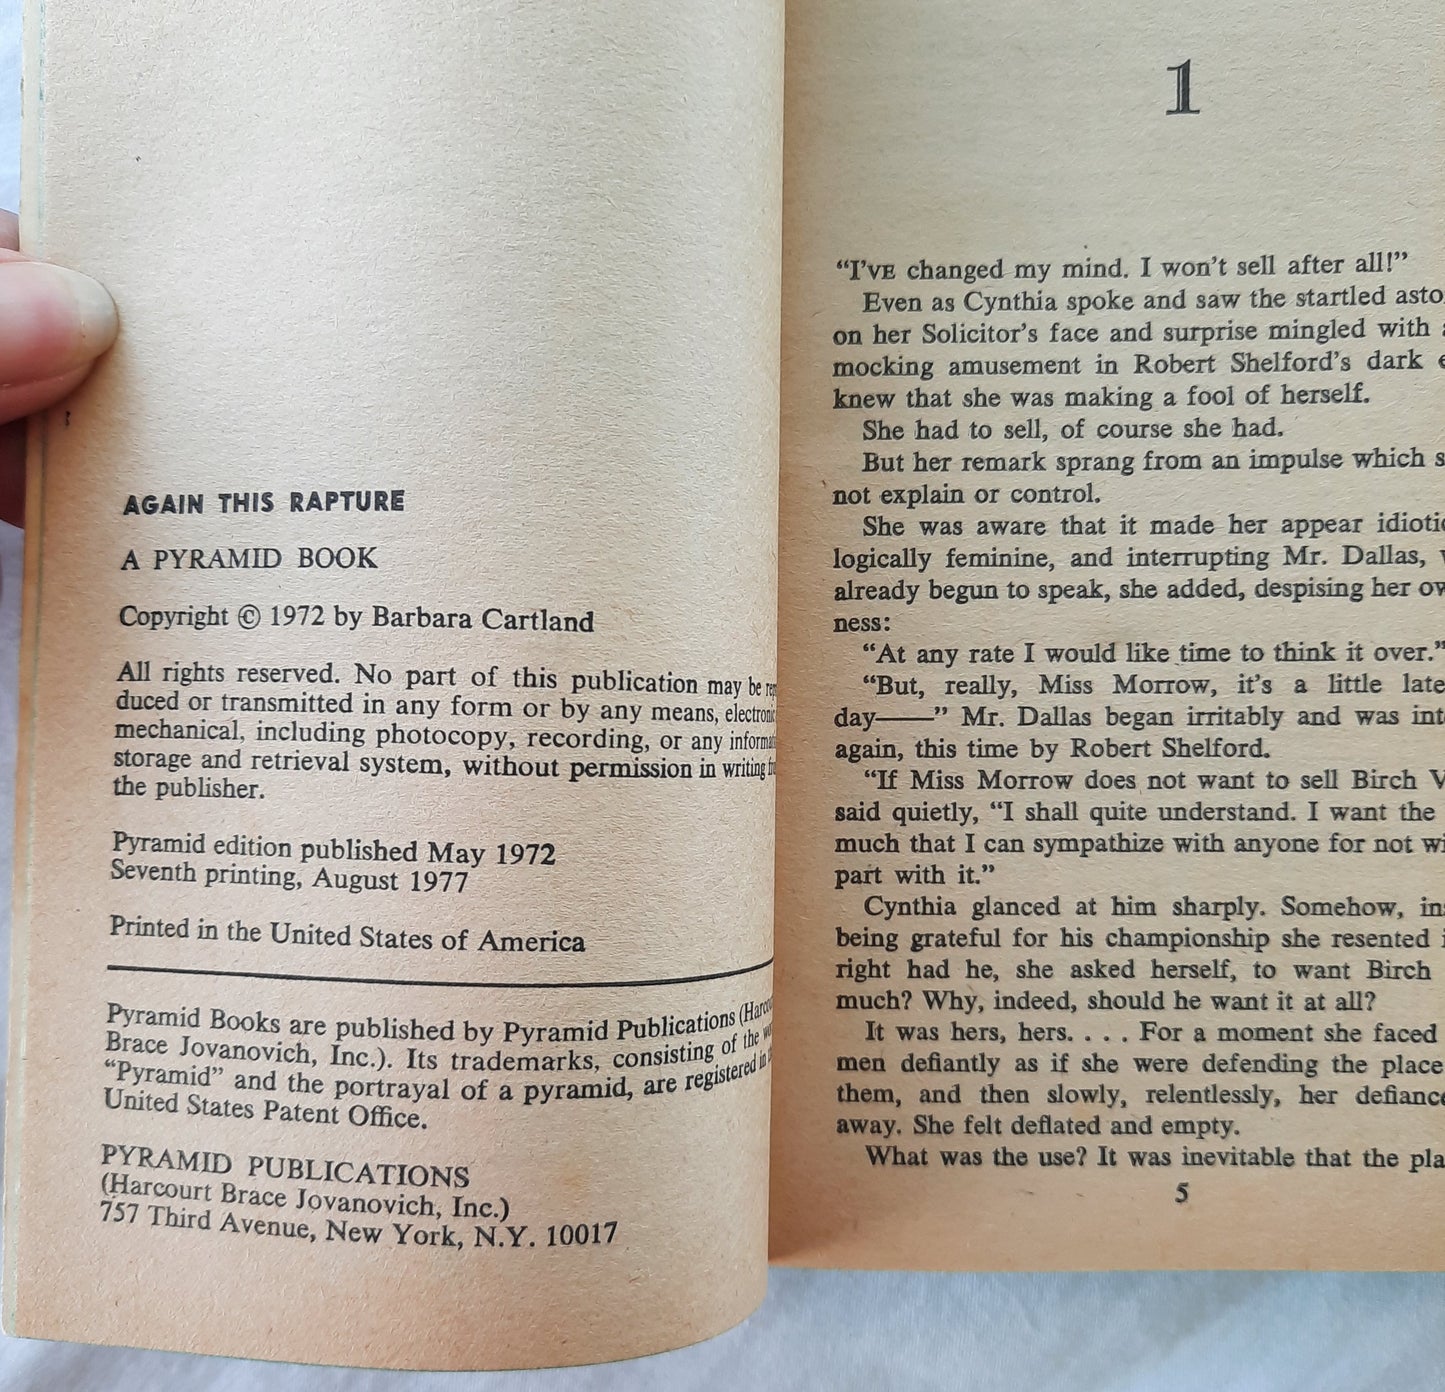 AGAIN THIS RAPTURE
A PYRAMID BOOK
Copyright © 1972 by Barbara Cartland
All rights reserved. No part of this publication may be rep
duced or transmitted in any form or by any means, electronic
mechanical, including photocopy, recording, or any informa
storage and retrieval system, without permission in writing
the publisher.
Pyramid edition published May 1972
Seventh printing, August 1977
Printed in the United States of America
Pyramid Books are published by Pyramid Publications (Harco
Brace Jovanovich, Inc.). Its trademarks, consisting of the
“Pyramid” and the portrayal of a pyramid, are registered in
United States Patent Office.
PYRAMID PUBLICATIONS
(Harcourt Brace Jovanovich, Inc.)
757 Third Avenue, New York, N.Y. 10017
1
“I’VE changed my mind. I won’t sell after all!”
Even as Cynthia spoke and saw the startled asto
on her Solicitor’s face and surprise mingled with
mocking amusement in Robert Shelford’s dark
knew that she was making a fool of herself.
She had to sell, of course she had.
But her remark sprang from an impulse which s
not explain or control.
She was aware that it made her appear idiotic
logically feminine, and interrupting Mr. Dallas,
already begun to speak, she added, despising her ow
ness:
“At any rate I would like time to think it over.”
“But, really, Miss Morrow, it’s a little late
day——” Mr. Dallas began irritably and was int
again, this time by Robert Shelford.
“If Miss Morrow does not want to sell Birch V
said quietly, “I shall quite understand. I want the
much that I can sympathize with anyone for not wi
part with it.”
Cynthia glanced at him sharply. Somehow, ins
being grateful for his championship she resented i
right had he, she asked herself, to want Birch
much? Why, indeed, should he want it at all?
It was hers, hers. . . . For a moment she faced
men defiantly as if she were defending the place
them, and then slowly, relentlessly, her defiance
away. She felt deflated and empty.
What was the use? It was inevitable that the pla
5